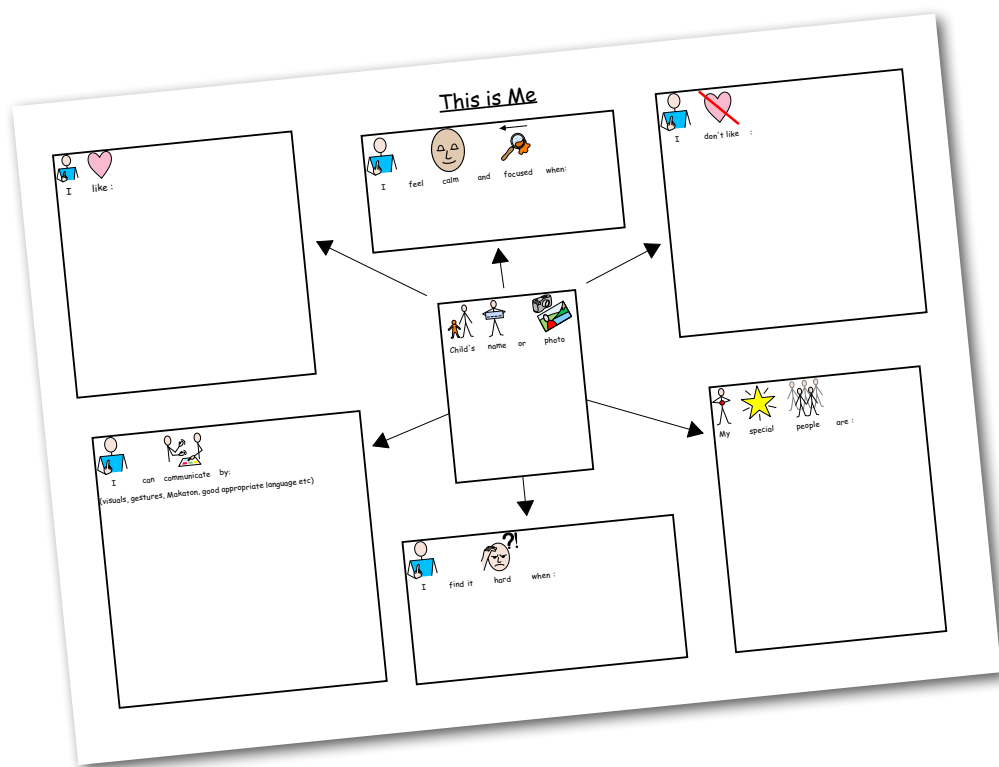 This is Me
I like :
I feel calm and focused when:
I don't like :
Child's name or photo
I can communicate by:
(visuals, gestures, Makaton, good appropriate language etc)
My special people are :
?!
I find it hard when :